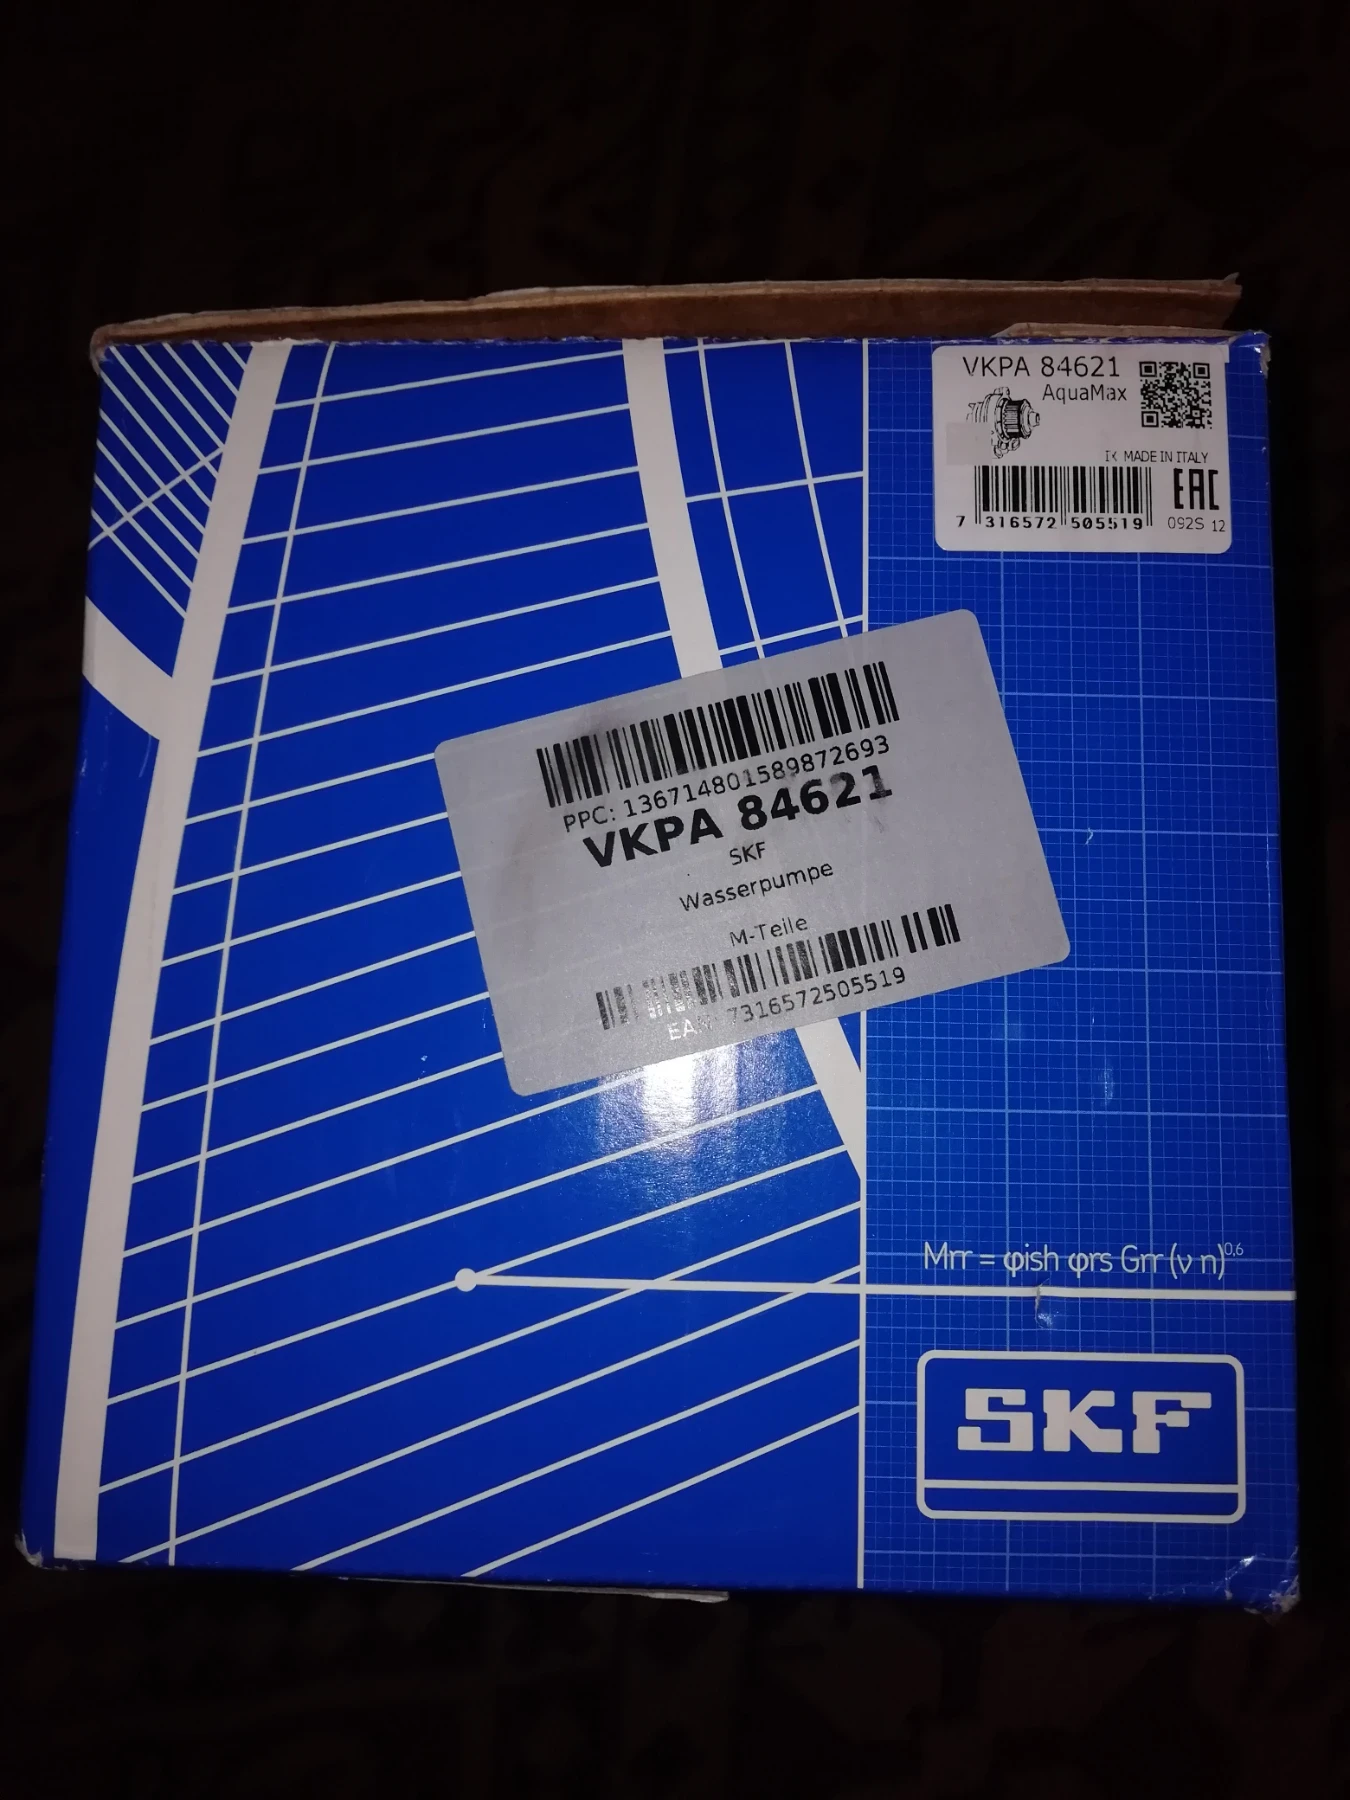 VKPA 84621
AquaMax
MADE IN ITALY
EAC
7 316572 505519
092S 12
PPC: 136714801589872693
VKPA 84621
SKF
Wasserpumpe
M-Teile
7316572505519
Mrr = φish φrs Grr (ν n)0,6
SKF